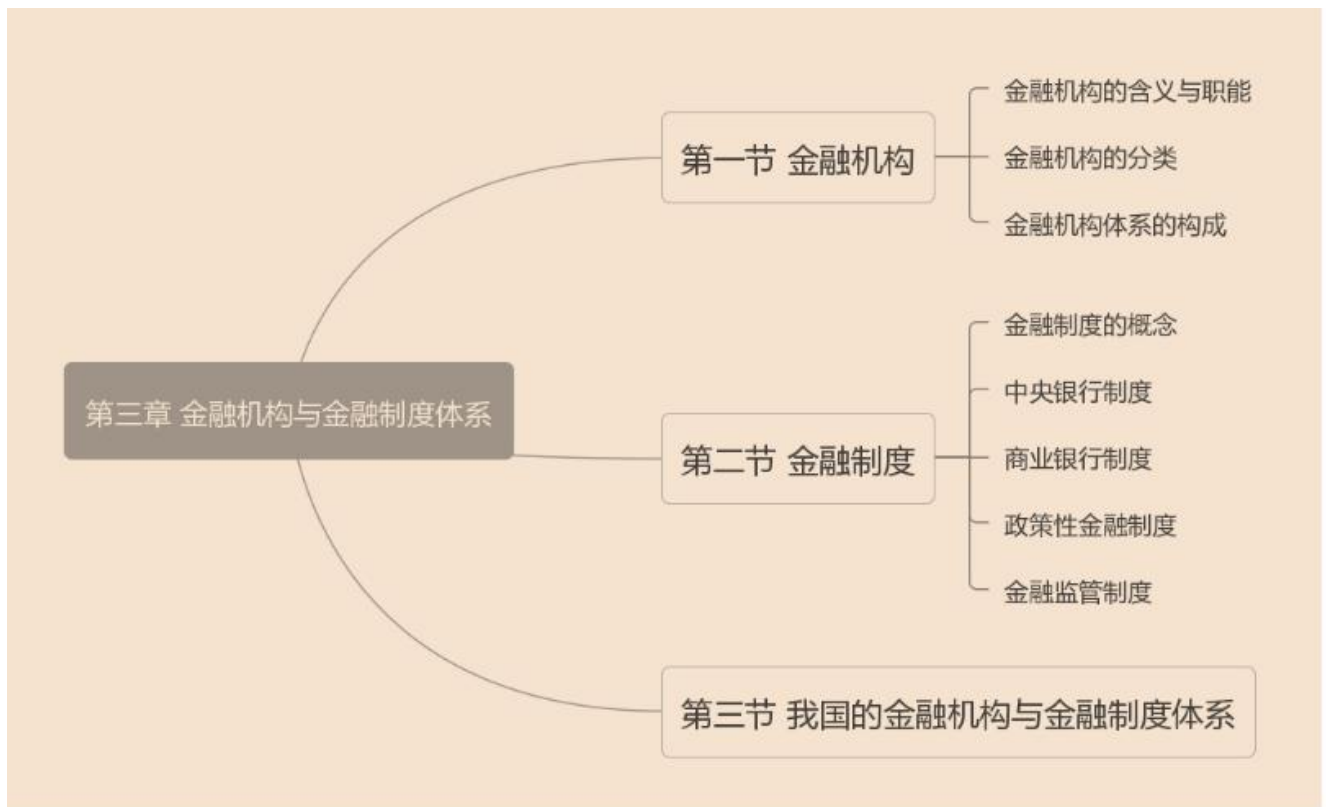 第三章 金融机构与金融制度体系
第一节 金融机构
金融机构的含义与职能
金融机构的分类
金融机构体系的构成
第二节 金融制度
金融制度的概念
中央银行制度
商业银行制度
政策性金融制度
金融监管制度
第三节 我国的金融机构与金融制度体系